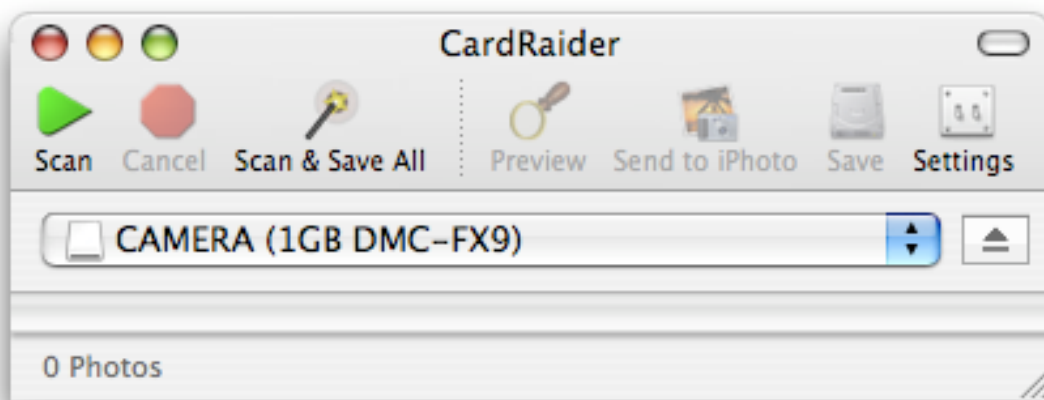 CardRaider
Scan Cancel Scan & Save All Preview Send to iPhoto Save Settings
CAMERA (1GB DMC-FX9)
0 Photos